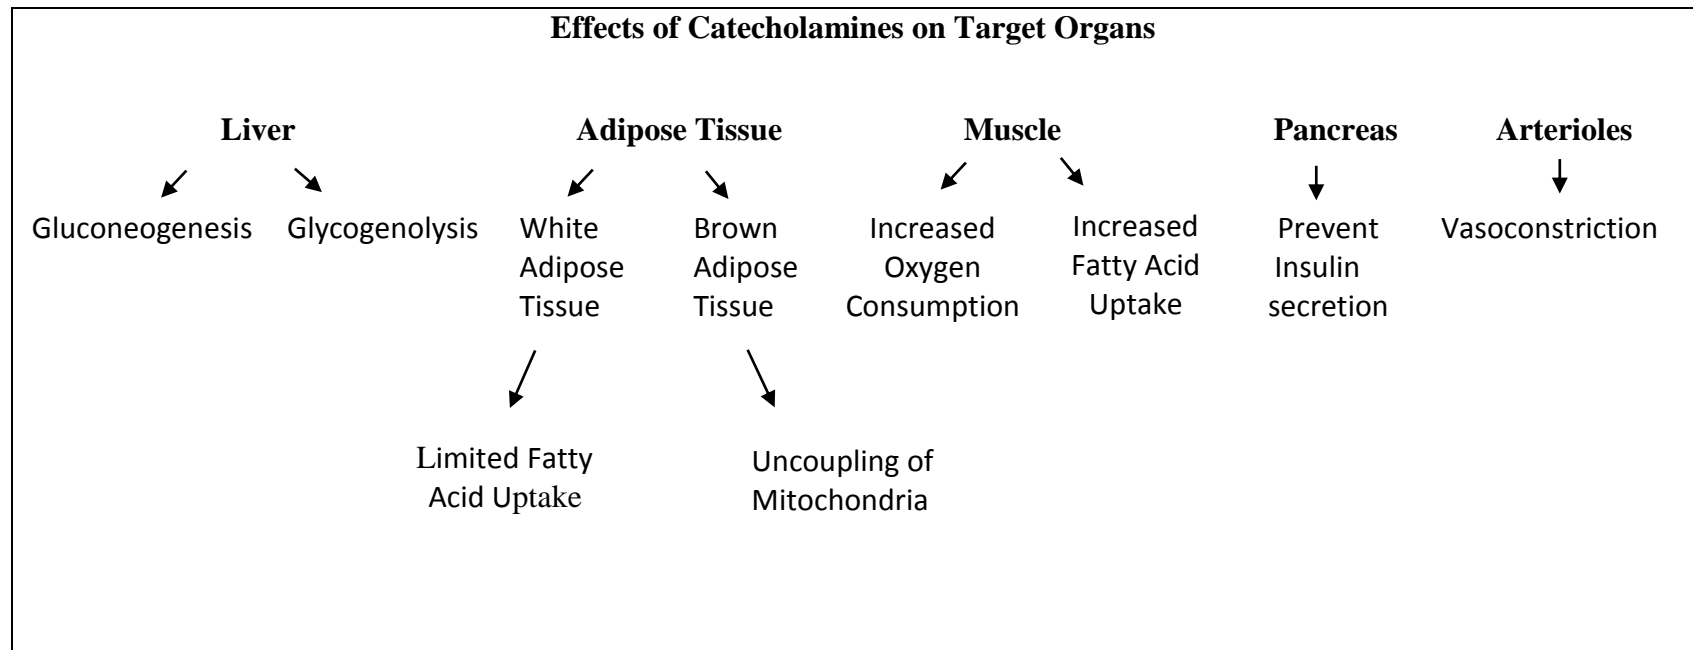 Effects of Catecholamines on Target Organs
Liver
Adipose Tissue
Muscle
Pancreas
Arterioles
Gluconeogenesis
Glycogenolysis
White
Adipose
Tissue
Brown
Adipose
Tissue
Increased
Oxygen
Consumption
Increased
Fatty Acid
Uptake
Prevent
Insulin
secretion
Vasoconstriction
Limited Fatty
Acid Uptake
Uncoupling of
Mitochondria